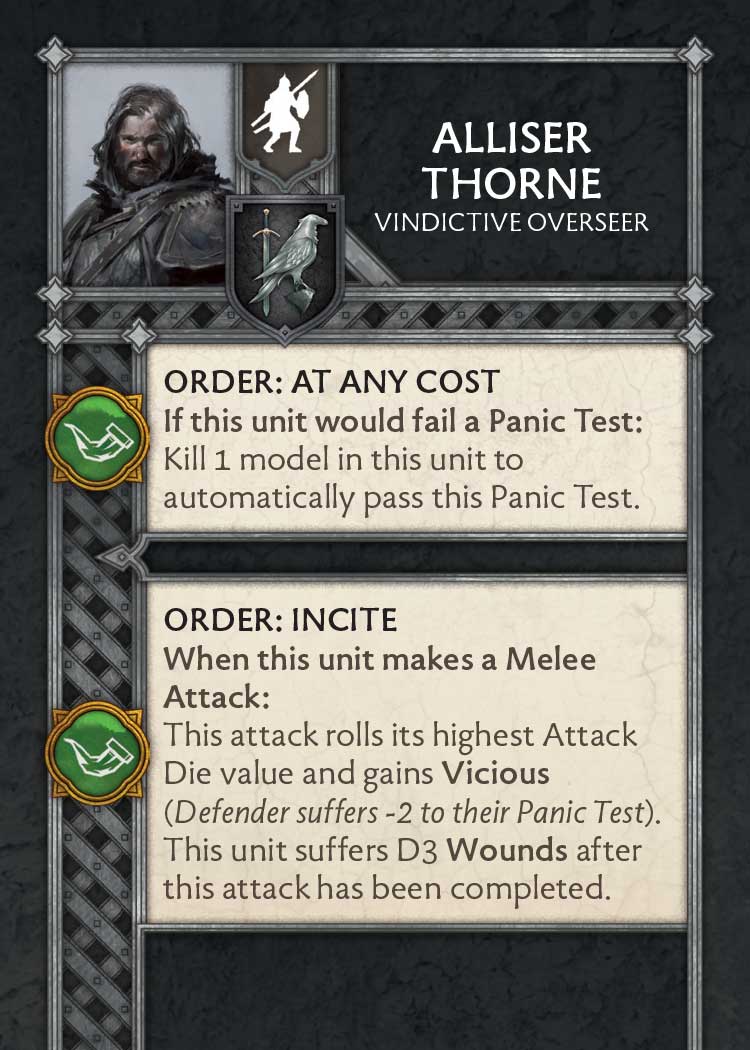 ALLISER
THORNE
VINDICTIVE OVERSEER
ORDER: AT ANY COST
If this unit would fail a Panic Test:
Kill 1 model in this unit to
automatically pass this Panic Test.
ORDER: INCITE
When this unit makes a Melee
Attack:
This attack rolls its highest Attack
Die value and gains Vicious
(Defender suffers -2 to their Panic Test).
This unit suffers D3 Wounds after
this attack has been completed.